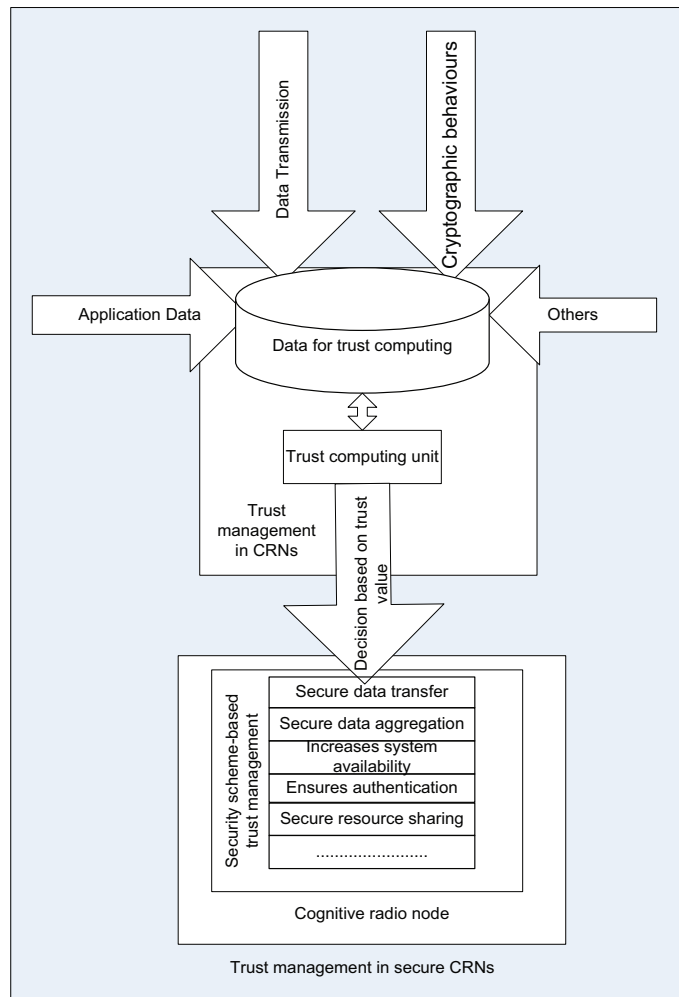 Data Transmission
Cryptographic behaviours
Application Data
Others
Data for trust computing
Trust computing unit
Trust
management
in CRNs
Decision based on trust
value
Security scheme-based
trust management
Secure data transfer
Secure data aggregation
Increases system
availability
Ensures authentication
Secure resource sharing
........................
Cognitive radio node
Trust management in secure CRNs